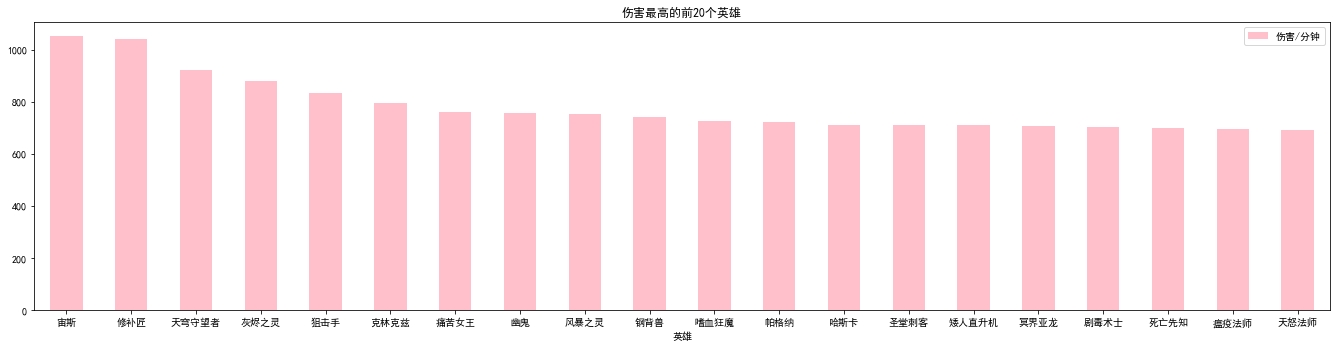 伤害最高的前20个英雄
伤害/分钟
1000
800
600
400
200
0
宙斯 修补匠 天穹守望者 灰烬之灵 狙击手 克林克兹 痛苦女王 幽鬼 风暴之灵 钢背兽 嗜血狂魔 帕格纳 哈斯卡 圣堂刺客 矮人直升机 冥界亚龙 剧毒术士 死亡先知 瘟疫法师 天怒法师
英雄